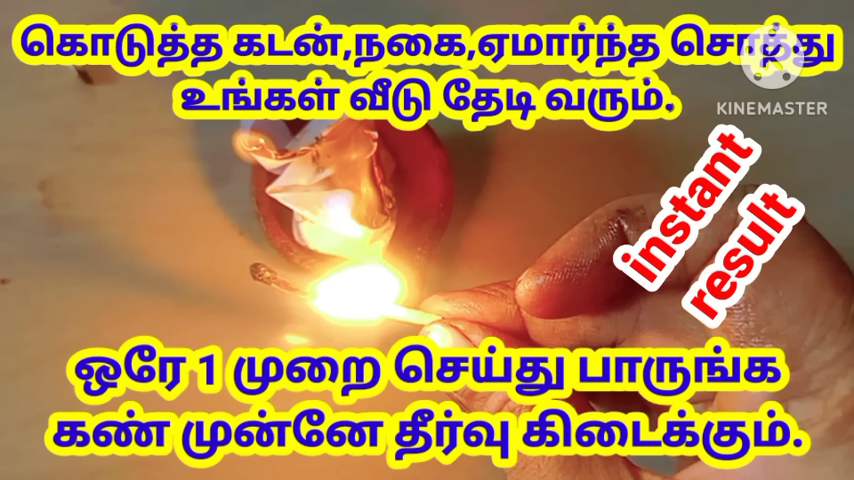 கொடுத்த கடன்,நகை,ஏமார்ந்த சொத்து
உங்கள் வீடு தேடி வரும்.
KINEMASTER
instant
result
ஒரே 1 முறை செய்து பாருங்க
கண் முன்னே தீர்வு கிடைக்கும்.